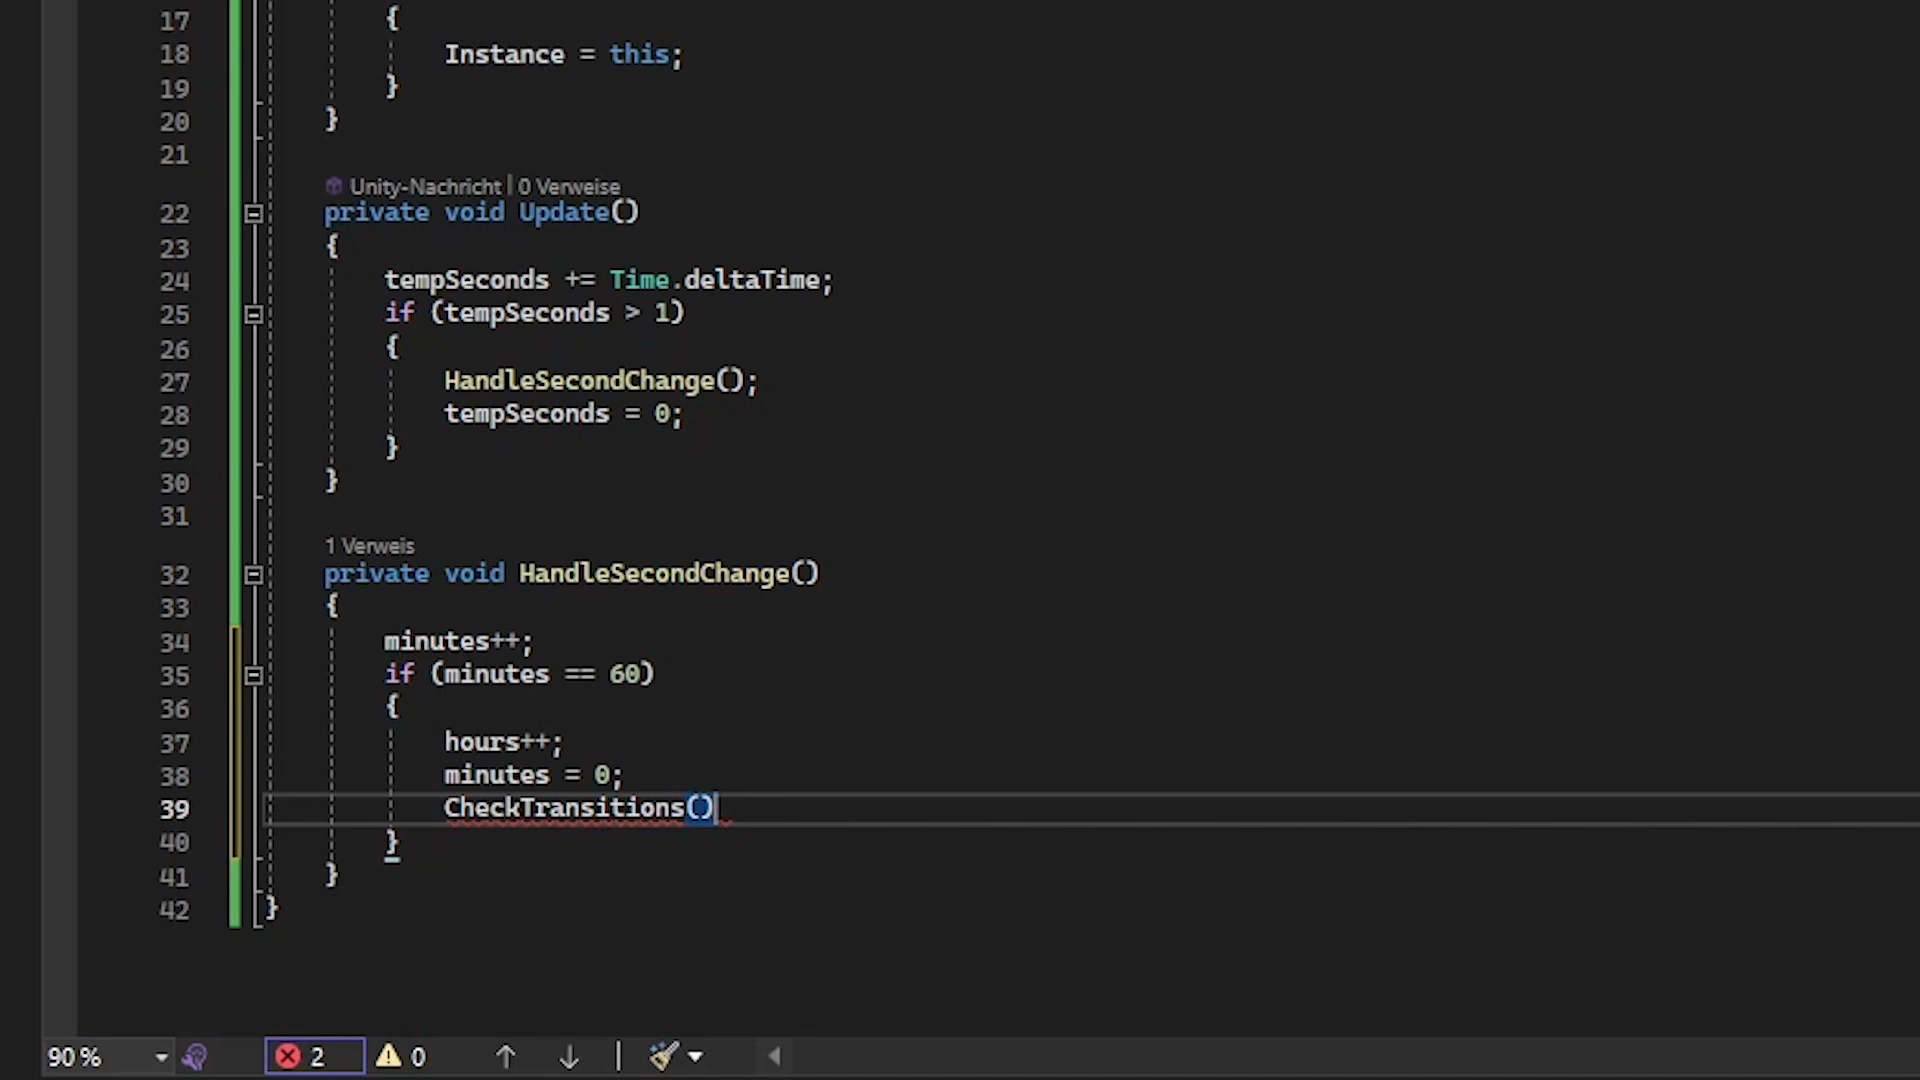 17 {
18 Instance = this;
19 }
20 }
21
Unity-Nachricht | 0 Verweise
22 private void Update()
23 {
24 tempSeconds += Time.deltaTime;
25 if (tempSeconds > 1)
26 {
27 HandleSecondChange();
28 tempSeconds = 0;
29 }
30 }
31
1 Verweis
32 private void HandleSecondChange()
33 {
34 minutes++;
35 if (minutes == 60)
36 {
37 hours++;
38 minutes = 0;
39 CheckTransitions()
40 }
41 }
42 }
90 % 2 0